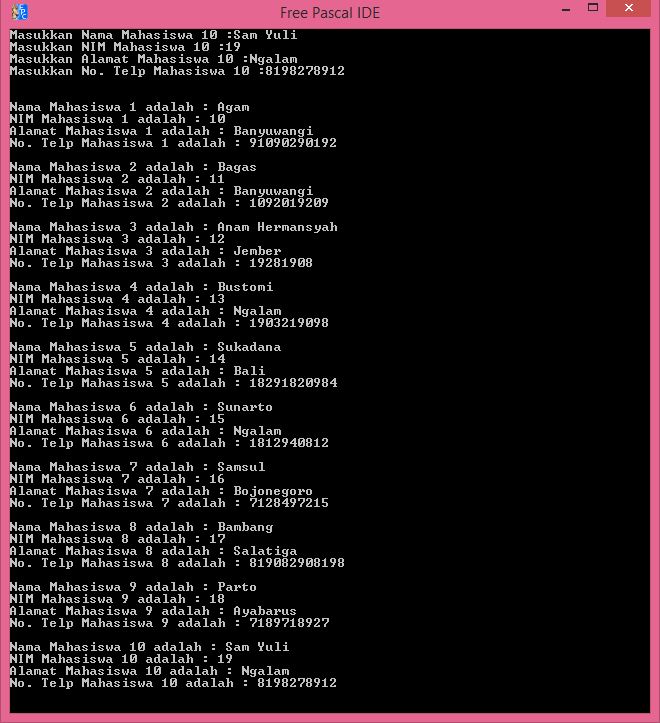 Free Pascal IDE
Masukkan Nama Mahasiswa 10 :Sam Yuli
Masukkan NIM Mahasiswa 10 :19
Masukkan Alamat Mahasiswa 10 :Ngalam
Masukkan No. Telp Mahasiswa 10 :8198278912
Nama Mahasiswa 1 adalah : Agam
NIM Mahasiswa 1 adalah : 10
Alamat Mahasiswa 1 adalah : Banyuwangi
No. Telp Mahasiswa 1 adalah : 91090290192
Nama Mahasiswa 2 adalah : Bagas
NIM Mahasiswa 2 adalah : 11
Alamat Mahasiswa 2 adalah : Banyuwangi
No. Telp Mahasiswa 2 adalah : 1092019209
Nama Mahasiswa 3 adalah : Anam Hermansyah
NIM Mahasiswa 3 adalah : 12
Alamat Mahasiswa 3 adalah : Jember
No. Telp Mahasiswa 3 adalah : 19281908
Nama Mahasiswa 4 adalah : Bustomi
NIM Mahasiswa 4 adalah : 13
Alamat Mahasiswa 4 adalah : Ngalam
No. Telp Mahasiswa 4 adalah : 1903219098
Nama Mahasiswa 5 adalah : Sukadana
NIM Mahasiswa 5 adalah : 14
Alamat Mahasiswa 5 adalah : Bali
No. Telp Mahasiswa 5 adalah : 18291820984
Nama Mahasiswa 6 adalah : Sunarto
NIM Mahasiswa 6 adalah : 15
Alamat Mahasiswa 6 adalah : Ngalam
No. Telp Mahasiswa 6 adalah : 1812940812
Nama Mahasiswa 7 adalah : Samsul
NIM Mahasiswa 7 adalah : 16
Alamat Mahasiswa 7 adalah : Bojonegoro
No. Telp Mahasiswa 7 adalah : 7128497215
Nama Mahasiswa 8 adalah : Bambang
NIM Mahasiswa 8 adalah : 17
Alamat Mahasiswa 8 adalah : Salatiga
No. Telp Mahasiswa 8 adalah : 819082908198
Nama Mahasiswa 9 adalah : Parto
NIM Mahasiswa 9 adalah : 18
Alamat Mahasiswa 9 adalah : Ayabarus
No. Telp Mahasiswa 9 adalah : 7189718927
Nama Mahasiswa 10 adalah : Sam Yuli
NIM Mahasiswa 10 adalah : 19
Alamat Mahasiswa 10 adalah : Ngalam
No. Telp Mahasiswa 10 adalah : 8198278912